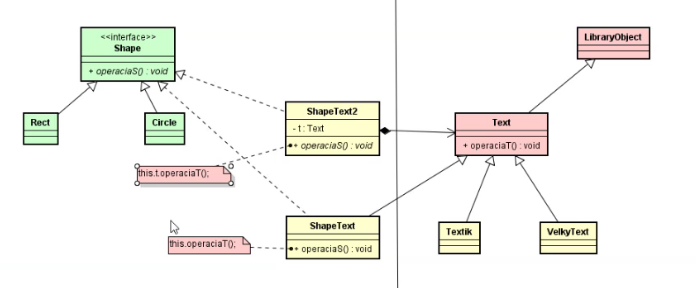 <<interface>>
Shape
+ operaciaS() : void
Rect
Circle
this.t.operaciaT();
this.operaciaT();
ShapeText2
- t : Text
+ operaciaS() : void
ShapeText
+ operaciaS() : void
LibraryObject
Text
+ operaciaT() : void
Textik
VelkyText